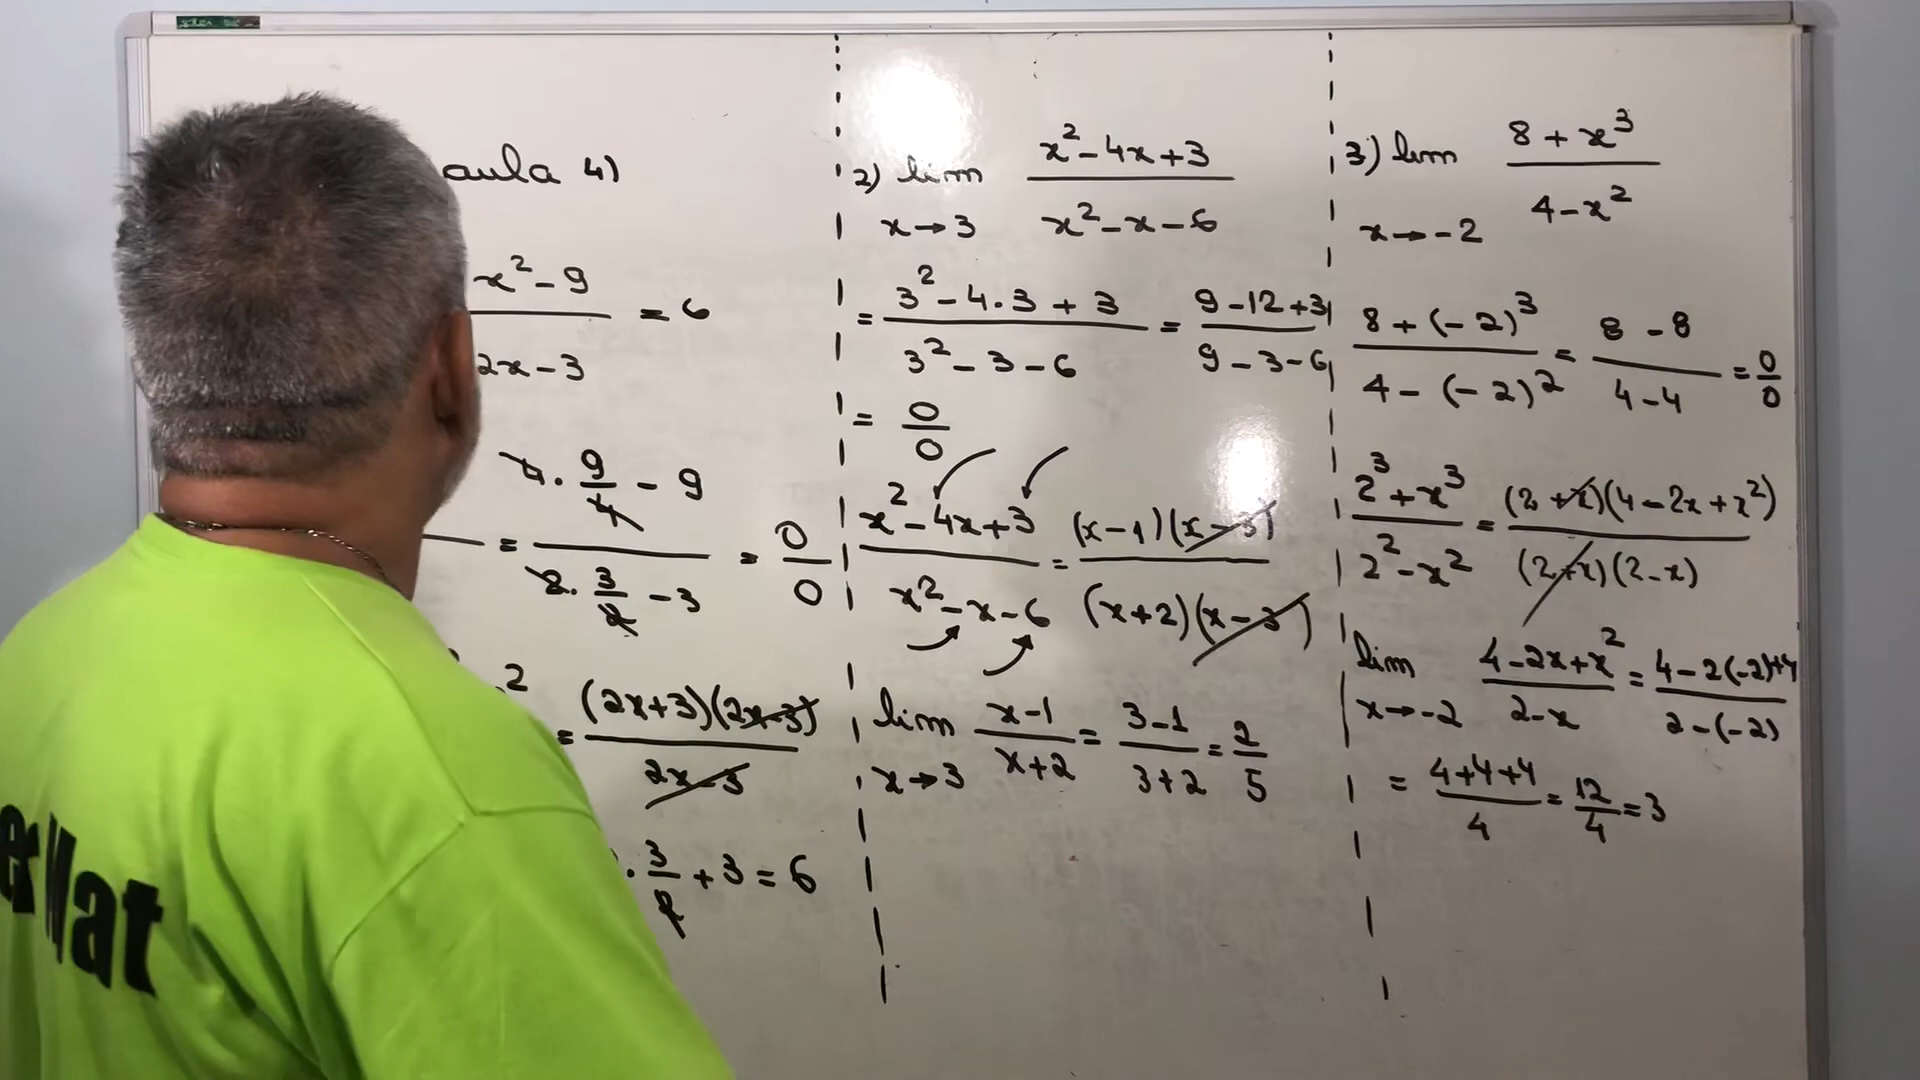 aula 4)
x² - 9
= 6
2x - 3
4 · 9/4 - 9
= = 0/0
2 · 3/2 - 3
2
= (2x+3)(2x-3)
2x-3
· 3/2 + 3 = 6
2) lim x² - 4x + 3
x → 3 x² - x - 6
= 3² - 4 · 3 + 3 = 9 - 12 + 3
3² - 3 - 6 9 - 3 - 6
= 0/0
x² - 4x + 3 = (x-1)(x-3)
x² - x - 6 (x+2)(x-3)
lim x-1 = 3-1 = 2
x → 3 x+2 3+2 5
3) lim 8 + x³
x → -2 4 - x²
8 + (-2)³ = 8 - 8 = 0
4 - (-2)² 4 - 4 0
2³ + x³ = (2+x)(4 - 2x + x²)
2² - x² (2+x)(2-x)
lim 4 - 2x + x² = 4 - 2(-2) + 4
x → -2 2 - x 2 - (-2)
= 4+4+4 = 12 = 3
4 4
er Mat